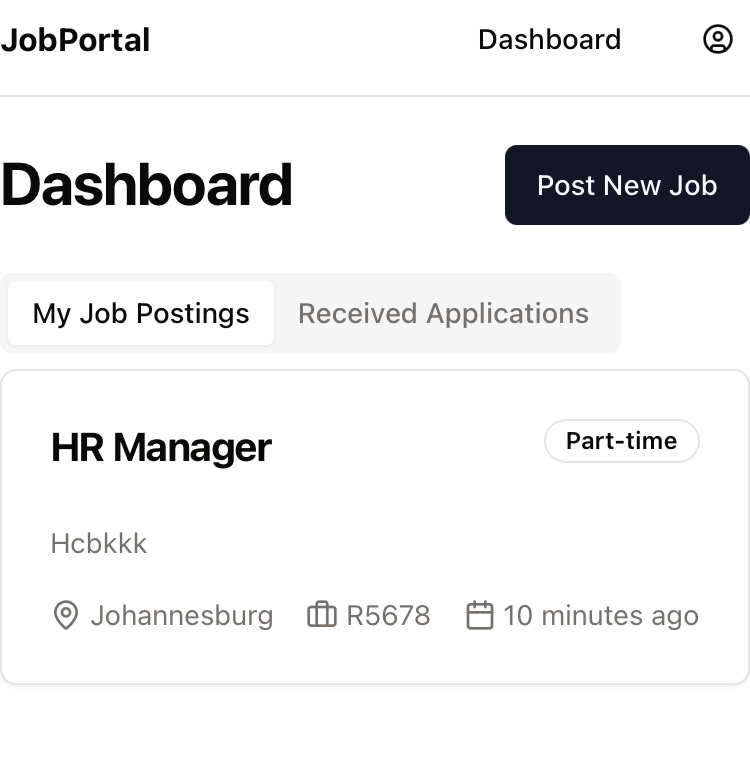 JobPortal Dashboard
Dashboard Post New Job
My Job Postings Received Applications
HR Manager Part-time
Hcbkkk
Johannesburg R5678 10 minutes ago